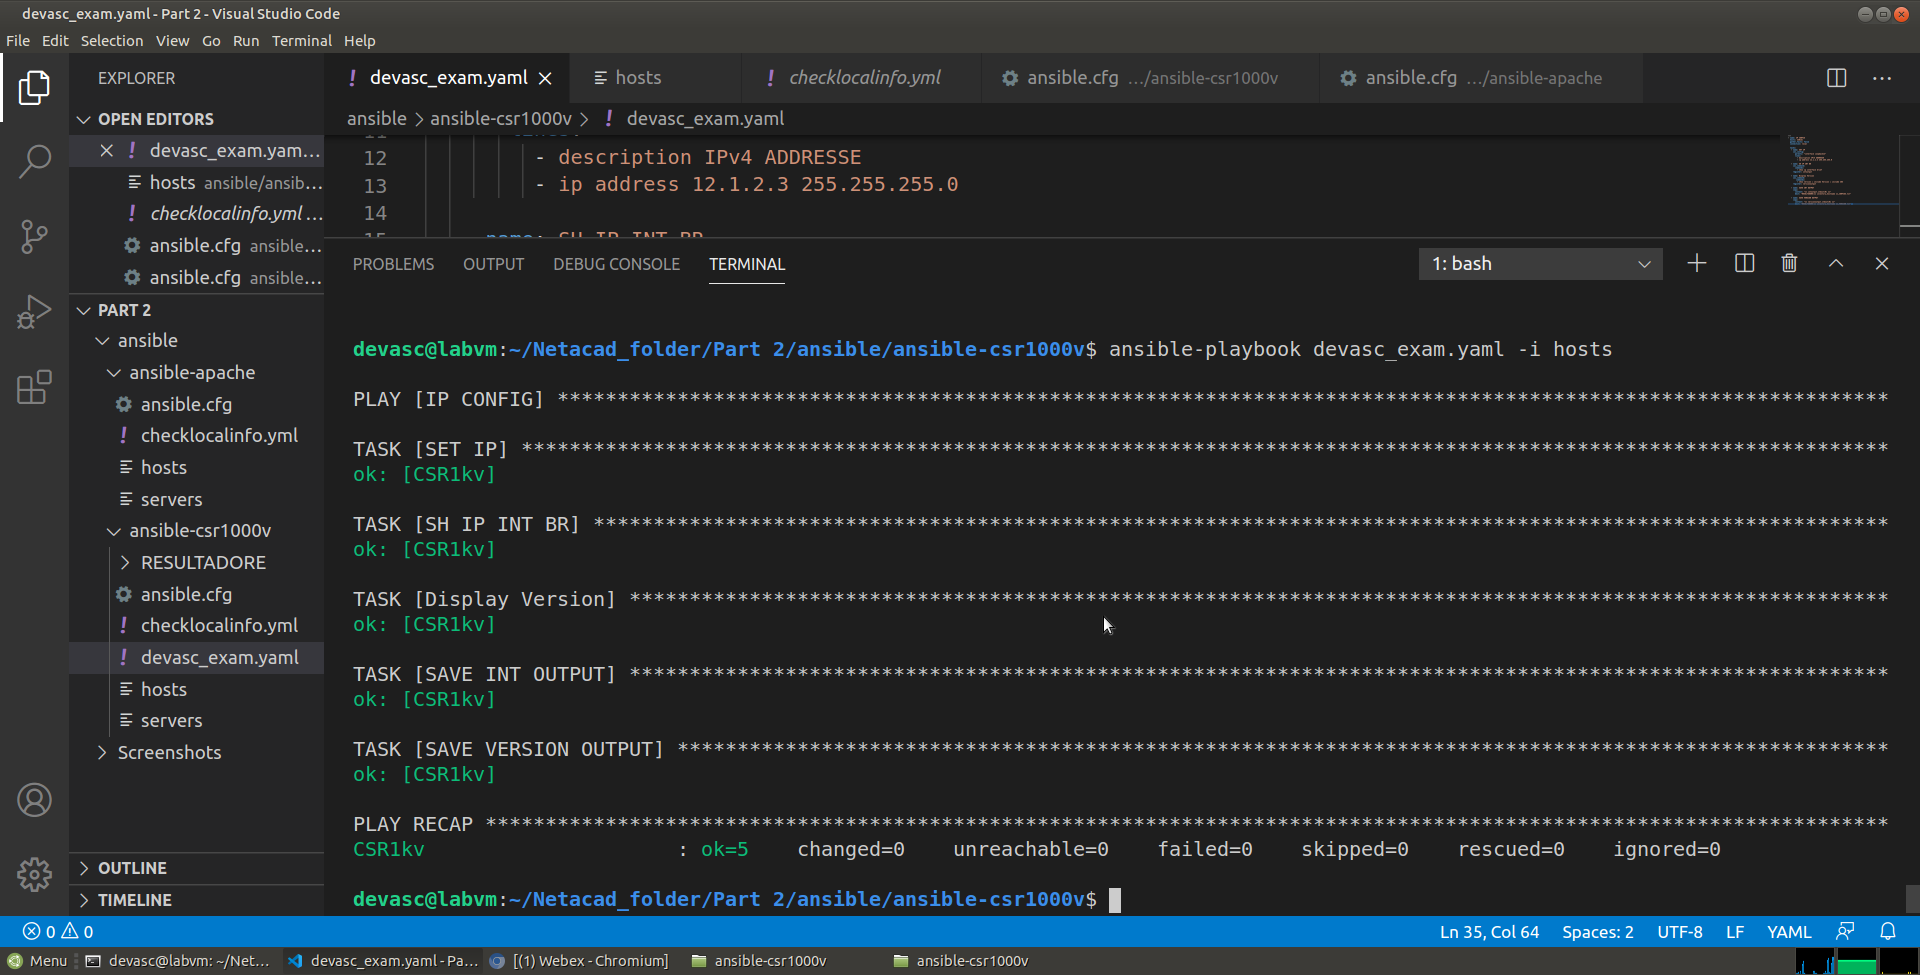 devasc_exam.yaml - Part 2 - Visual Studio Code
File Edit Selection View Go Run Terminal Help
EXPLORER
OPEN EDITORS
devasc_exam.yam...
hosts ansible/ansib...
checklocalinfo.yml ...
ansible.cfg ansible...
ansible.cfg ansible...
PART 2
ansible
ansible-apache
ansible.cfg
checklocalinfo.yml
hosts
servers
ansible-csr1000v
RESULTADORE
ansible.cfg
checklocalinfo.yml
devasc_exam.yaml
hosts
servers
Screenshots
OUTLINE
TIMELINE
devasc_exam.yaml hosts checklocalinfo.yml ansible.cfg .../ansible-csr1000v ansible.cfg .../ansible-apache
ansible > ansible-csr1000v > devasc_exam.yaml
12 - description IPv4 ADDRESSE
13 - ip address 12.1.2.3 255.255.255.0
14
15 name: SH IP INT BR
PROBLEMS OUTPUT DEBUG CONSOLE TERMINAL 1: bash
devasc@labvm:~/Netacad_folder/Part 2/ansible/ansible-csr1000v$ ansible-playbook devasc_exam.yaml -i hosts
PLAY [IP CONFIG] ***************************************************************************************************************
TASK [SET IP] ******************************************************************************************************************
ok: [CSR1kv]
TASK [SH IP INT BR] ************************************************************************************************************
ok: [CSR1kv]
TASK [Display Version] *********************************************************************************************************
ok: [CSR1kv]
TASK [SAVE INT OUTPUT] *********************************************************************************************************
ok: [CSR1kv]
TASK [SAVE VERSION OUTPUT] *****************************************************************************************************
ok: [CSR1kv]
PLAY RECAP *********************************************************************************************************************
CSR1kv : ok=5 changed=0 unreachable=0 failed=0 skipped=0 rescued=0 ignored=0
devasc@labvm:~/Netacad_folder/Part 2/ansible/ansible-csr1000v$
0 0 Ln 35, Col 64 Spaces: 2 UTF-8 LF YAML
Menu devasc@labvm: ~/Net... devasc_exam.yaml - Pa... [(1) Webex - Chromium] ansible-csr1000v ansible-csr1000v